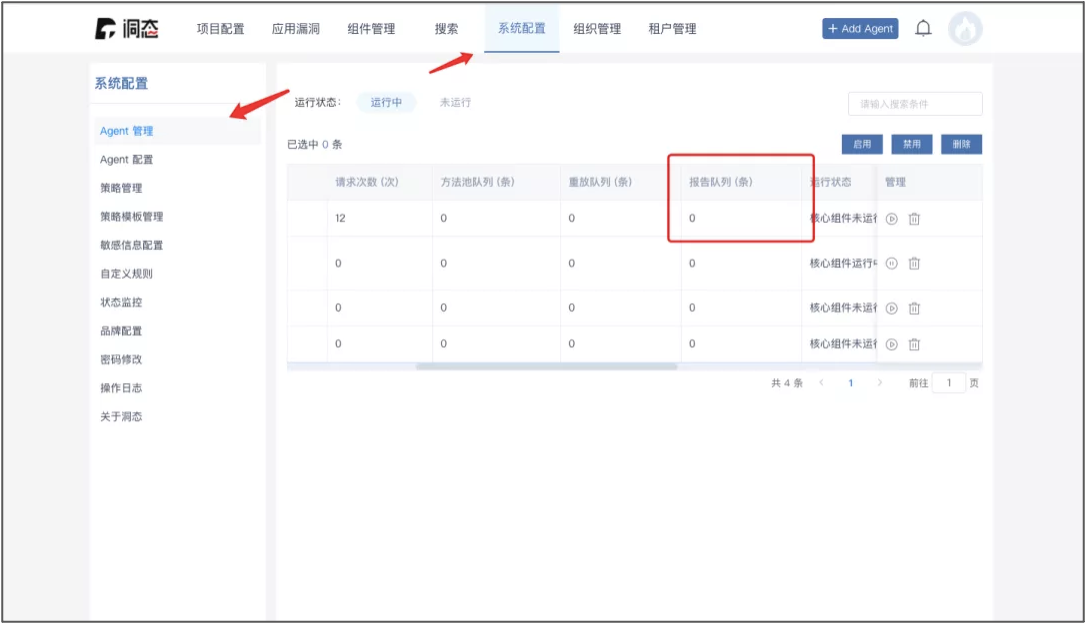 洞态 项目配置 应用漏洞 组件管理 搜索 系统配置 组织管理 租户管理 + Add Agent
系统配置
Agent 管理
Agent 配置
策略管理
策略模板管理
敏感信息配置
自定义规则
状态监控
品牌配置
密码修改
操作日志
关于洞态
运行状态: 运行中 未运行
请输入搜索条件
已选中 0 条 启用 禁用 删除
请求次数 (次) 方法池队列 (条) 重放队列 (条) 报告队列 (条) 运行状态 管理
12 0 0 0 核心组件未运行
0 0 0 0 核心组件运行中
0 0 0 0 核心组件未运行
0 0 0 0 核心组件未运行
共 4 条 < 1 > 前往 1 页